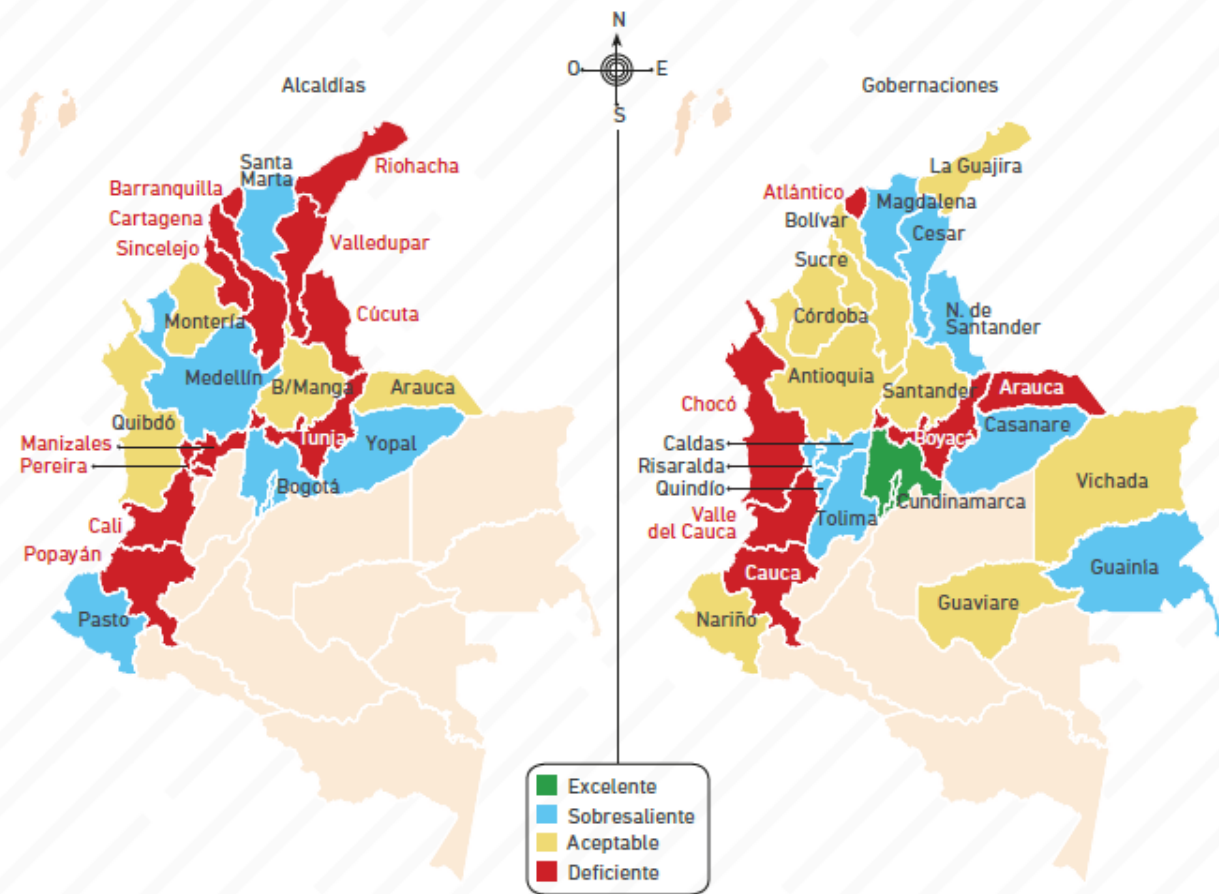 N
O
E
S
Alcaldías
Santa
Marta
Riohacha
Barranquilla
Cartagena
Sincelejo
Valledupar
Cúcuta
Montería
Medellín
B/Manga
Arauca
Quibdó
Manizales
Pereira
Tunja
Yopal
Bogotá
Cali
Popayán
Pasto
Gobernaciones
La Guajira
Atlántico
Magdalena
Bolívar
Cesar
Sucre
Córdoba
N. de
Santander
Antioquia
Santander
Arauca
Chocó
Boyacá
Casanare
Caldas
Risaralda
Quindío
Cundinamarca
Vichada
Valle
del Cauca
Tolima
Cauca
Guainía
Guaviare
Nariño
Excelente
Sobresaliente
Aceptable
Deficiente